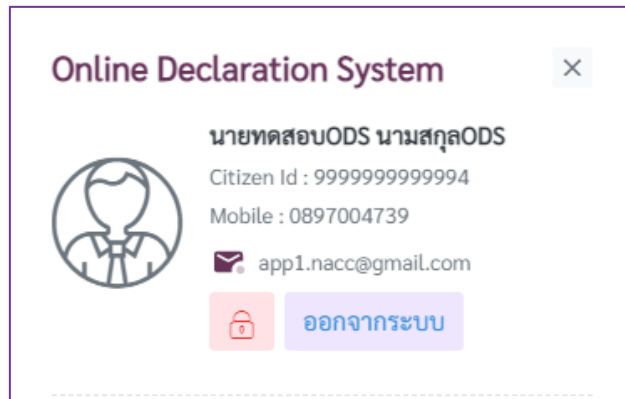 Online Declaration System
นายทดสอบODS นามสกุลODS
Citizen Id : 9999999999994
Mobile : 0897004739
app1.nacc@gmail.com
ออกจากระบบ